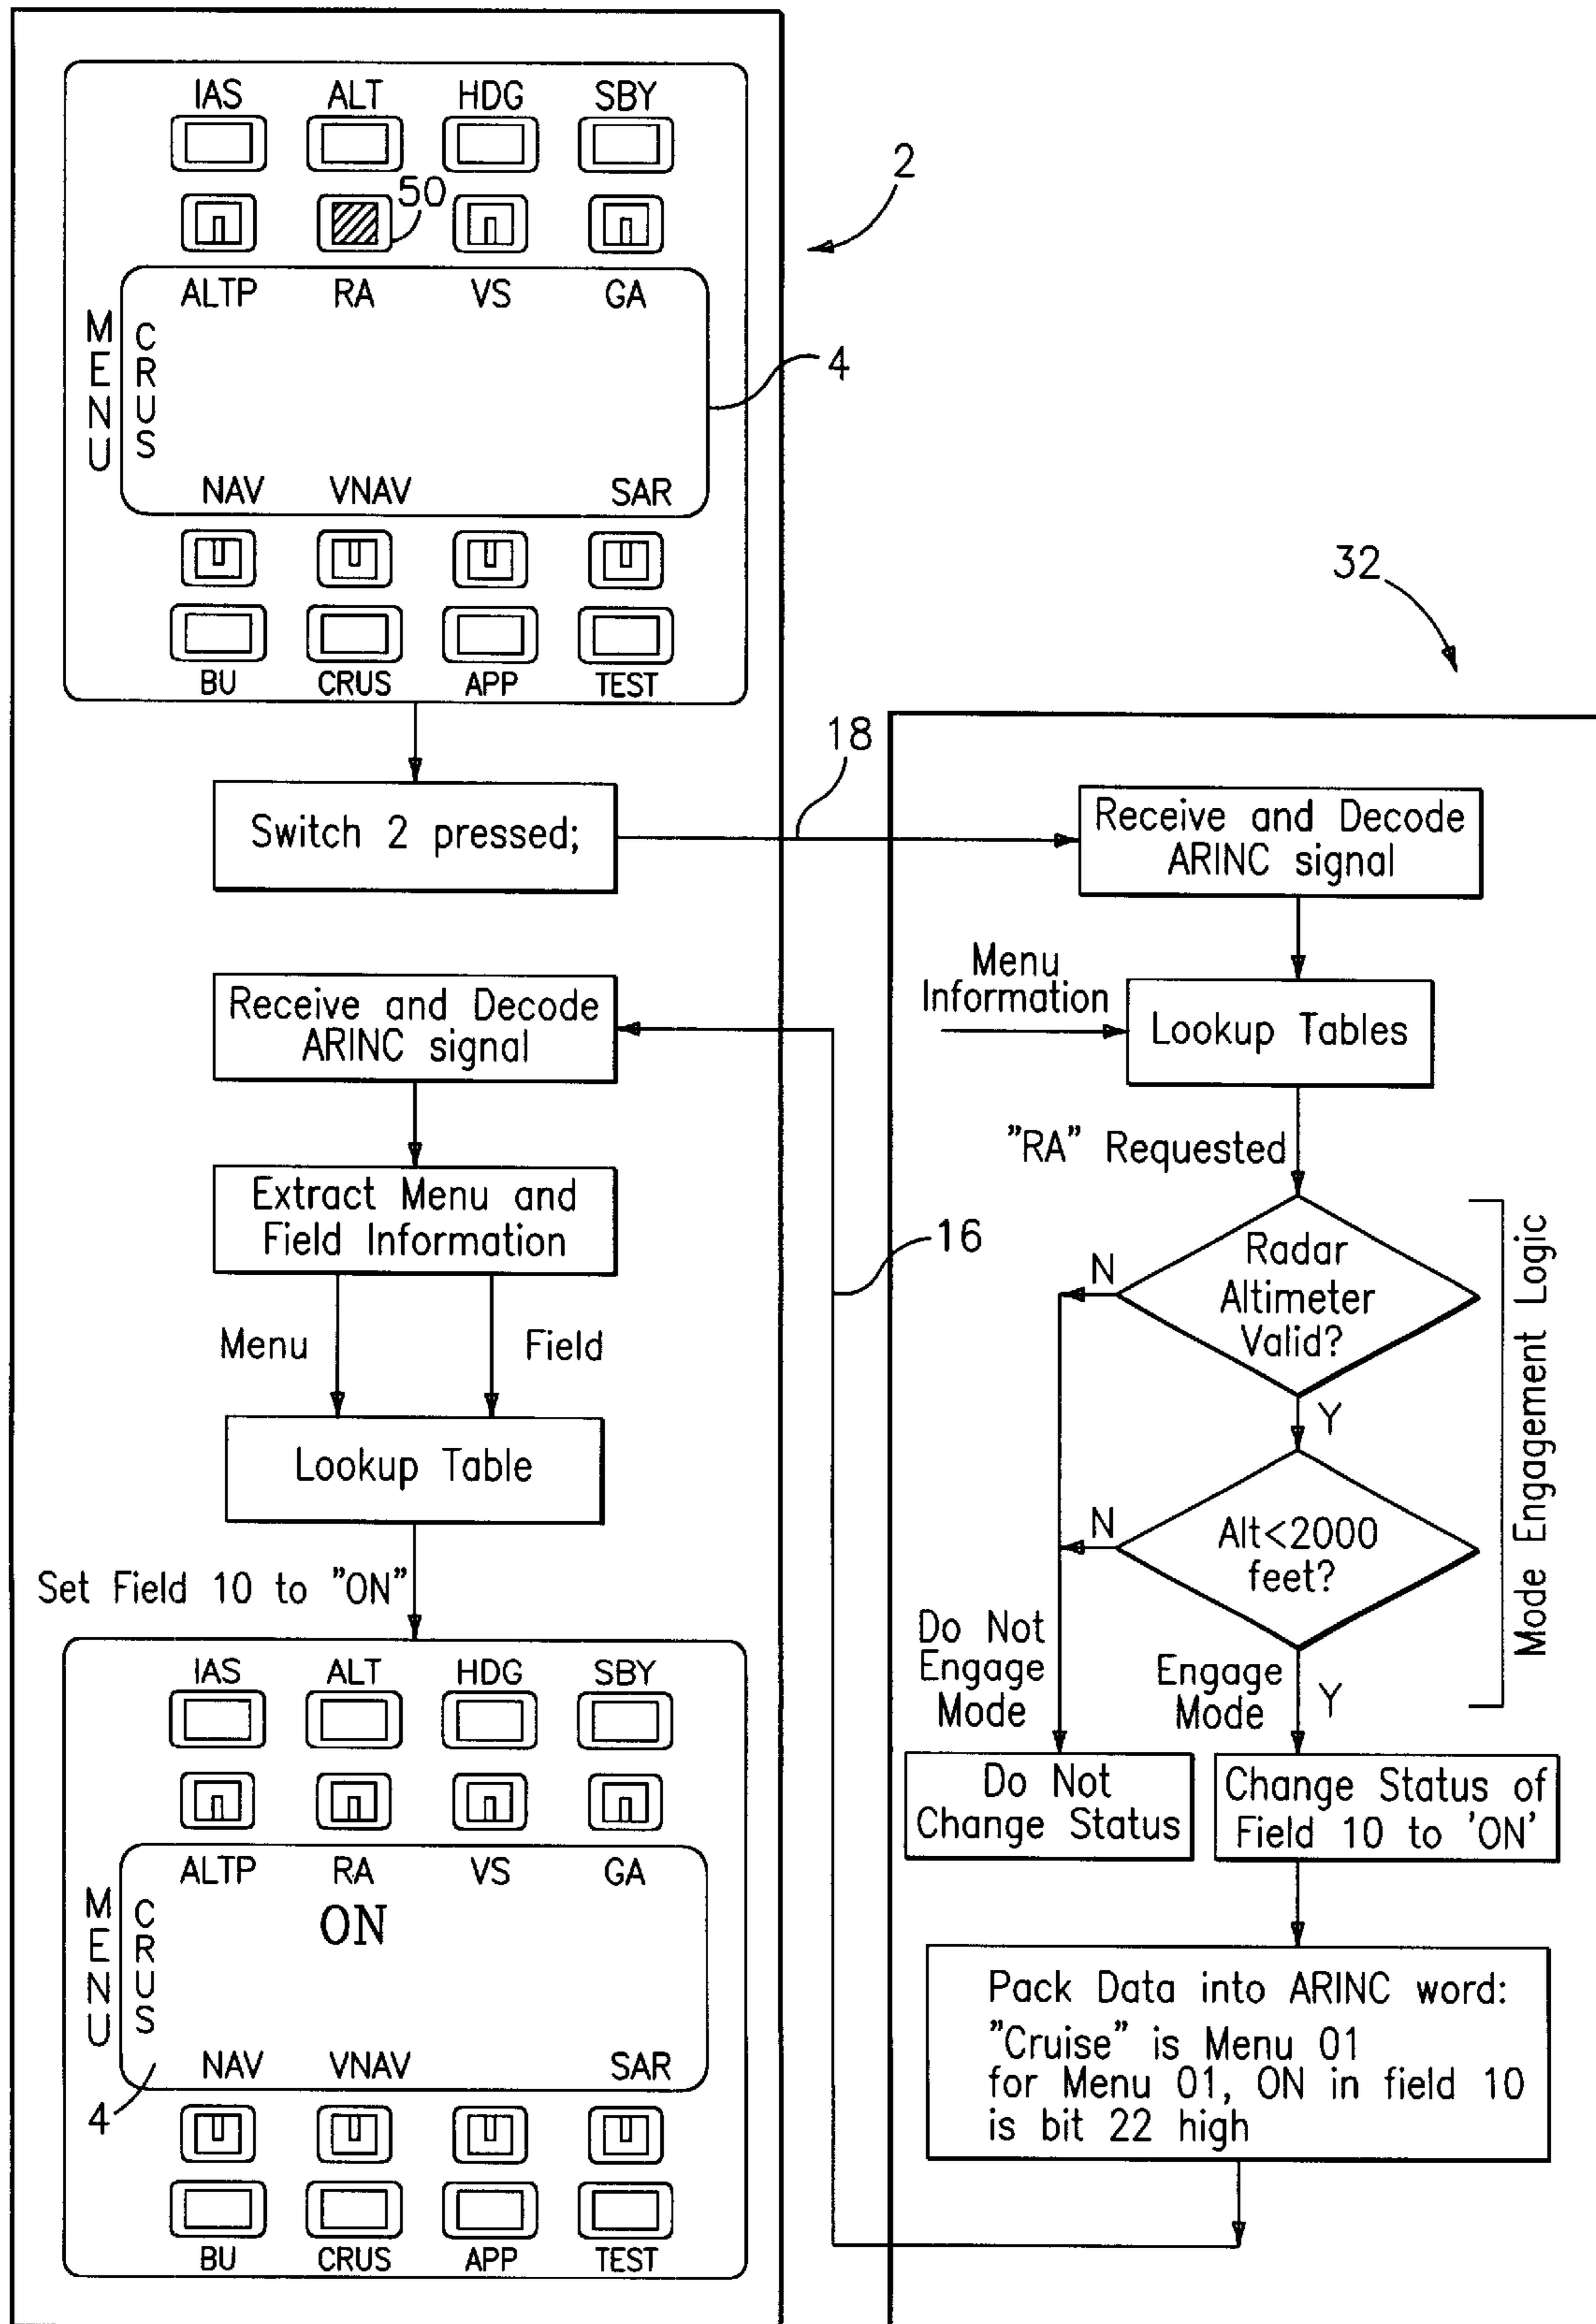 IAS ALT HDG SBY
50
2
ALTP RA VS GA
MENU
CRUS
4
NAV VNAV SAR
BU CRUS APP TEST
32
18
Switch 2 pressed;
Receive and Decode
ARINC signal
Menu
Information
Lookup Tables
"RA" Requested
Radar
Altimeter
Valid?
N
Y
Alt<2000
feet?
N
Y
Mode Engagement Logic
Do Not
Engage
Mode
Engage
Mode
Do Not
Change Status
Change Status of
Field 10 to 'ON'
Pack Data into ARINC word:
"Cruise" is Menu 01
for Menu 01, ON in field 10
is bit 22 high
16
Receive and Decode
ARINC signal
Extract Menu and
Field Information
Menu
Field
Lookup Table
Set Field 10 to "ON"
IAS ALT HDG SBY
ALTP RA VS GA
ON
MENU
CRUS
NAV VNAV SAR
4
BU CRUS APP TEST